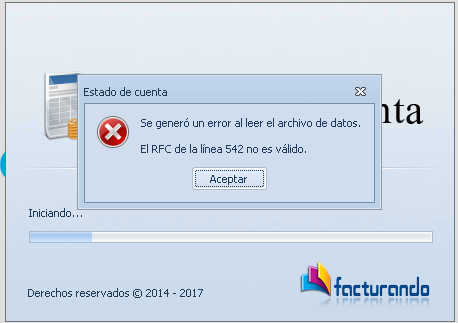 Estado de cuenta
nta
Se generó un error al leer el archivo de datos.
El RFC de la línea 542 no es válido.
Aceptar
Iniciando...
facturando
Derechos reservados © 2014 - 2017